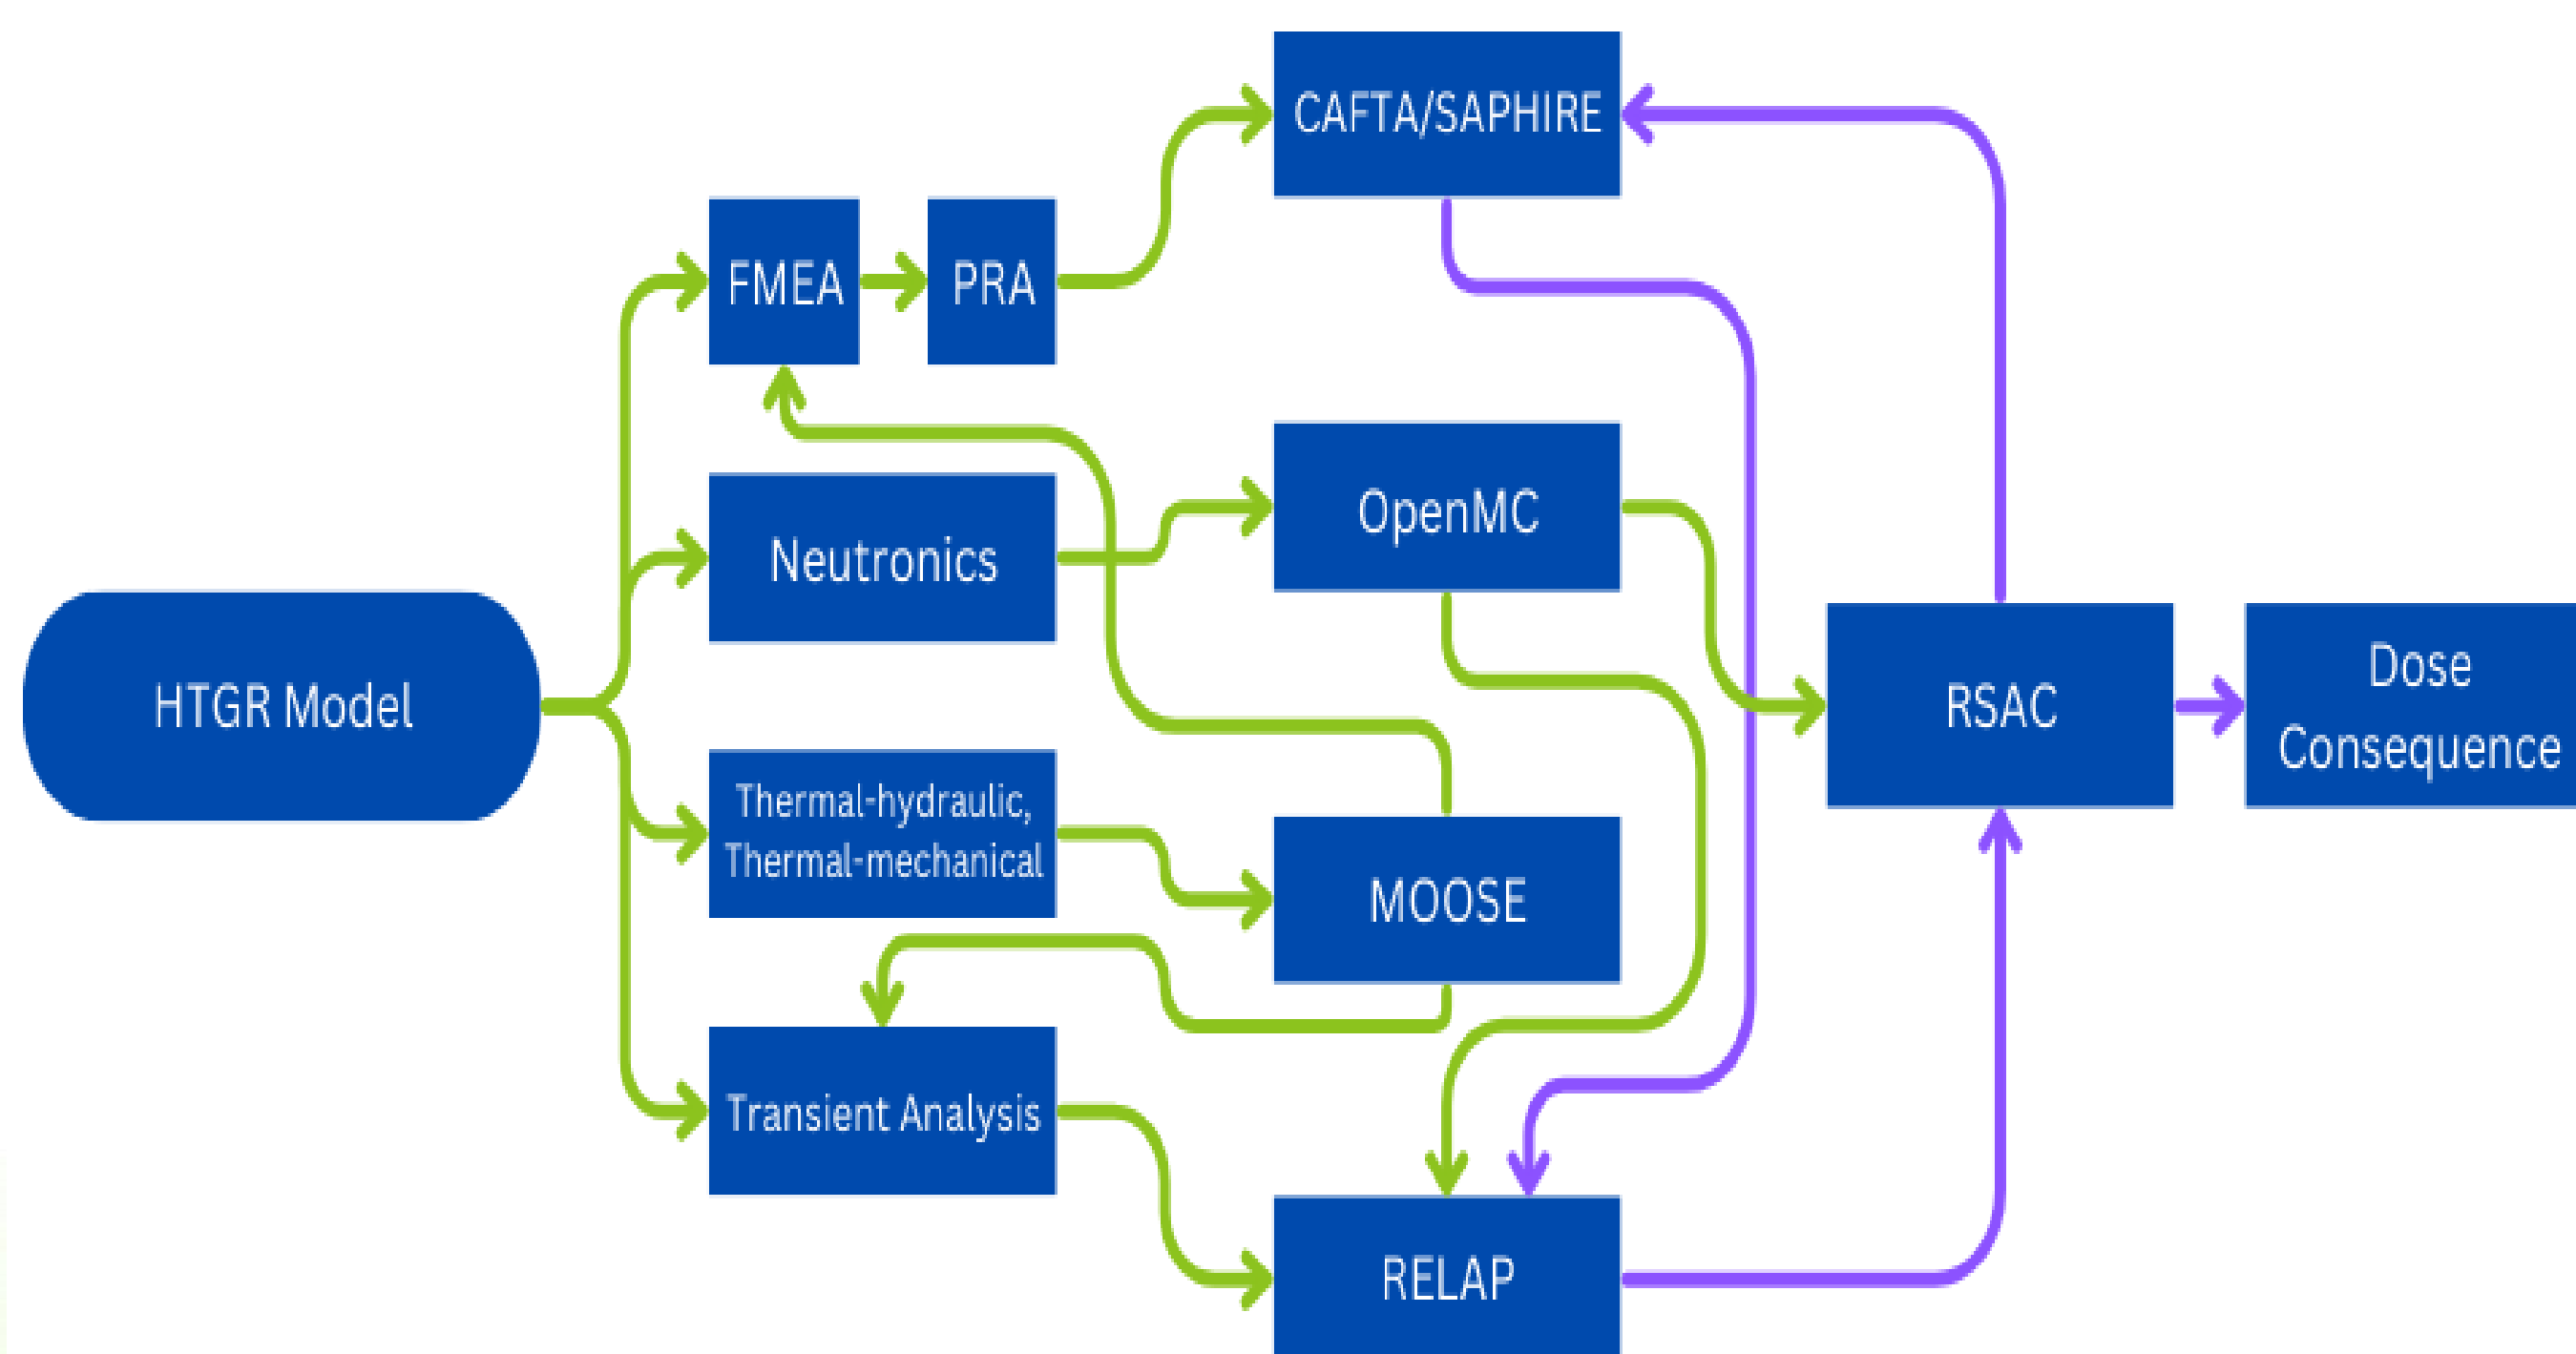 CAFTA/SAPHIRE
FMEA
PRA
OpenMC
Neutronics
HTGR Model
RSAC
Dose
Consequence
Thermal-hydraulic,
Thermal-mechanical
MOOSE
Transient Analysis
RELAP